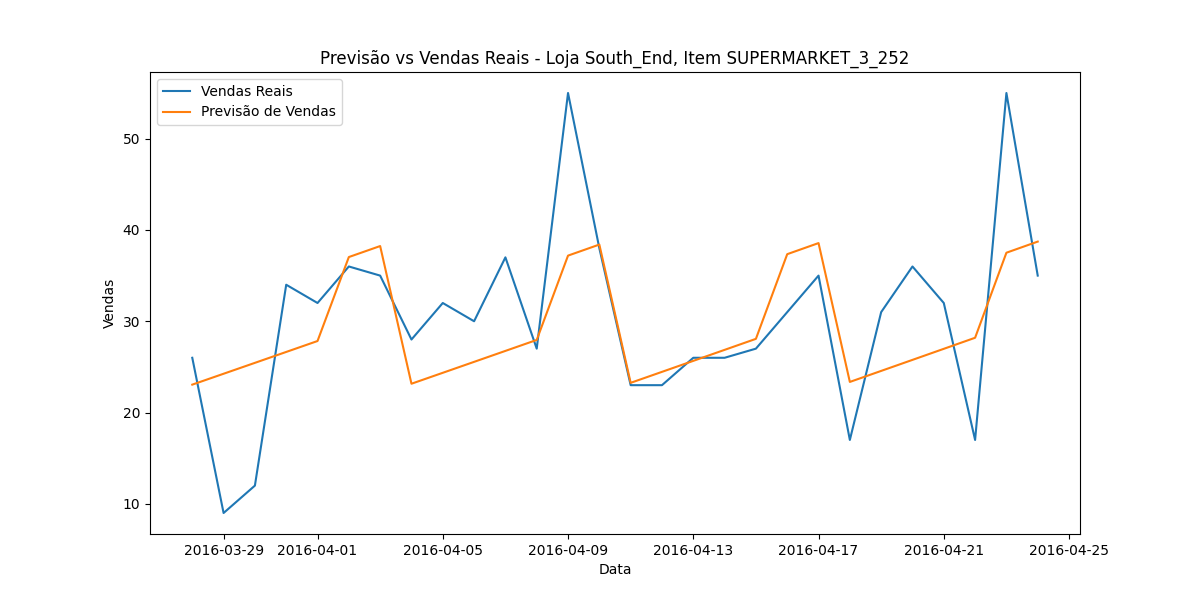 Previsão vs Vendas Reais - Loja South_End, Item SUPERMARKET_3_252
Vendas Reais
Previsão de Vendas
Vendas
50
40
30
20
10
2016-03-29 2016-04-01 2016-04-05 2016-04-09 2016-04-13 2016-04-17 2016-04-21 2016-04-25
Data